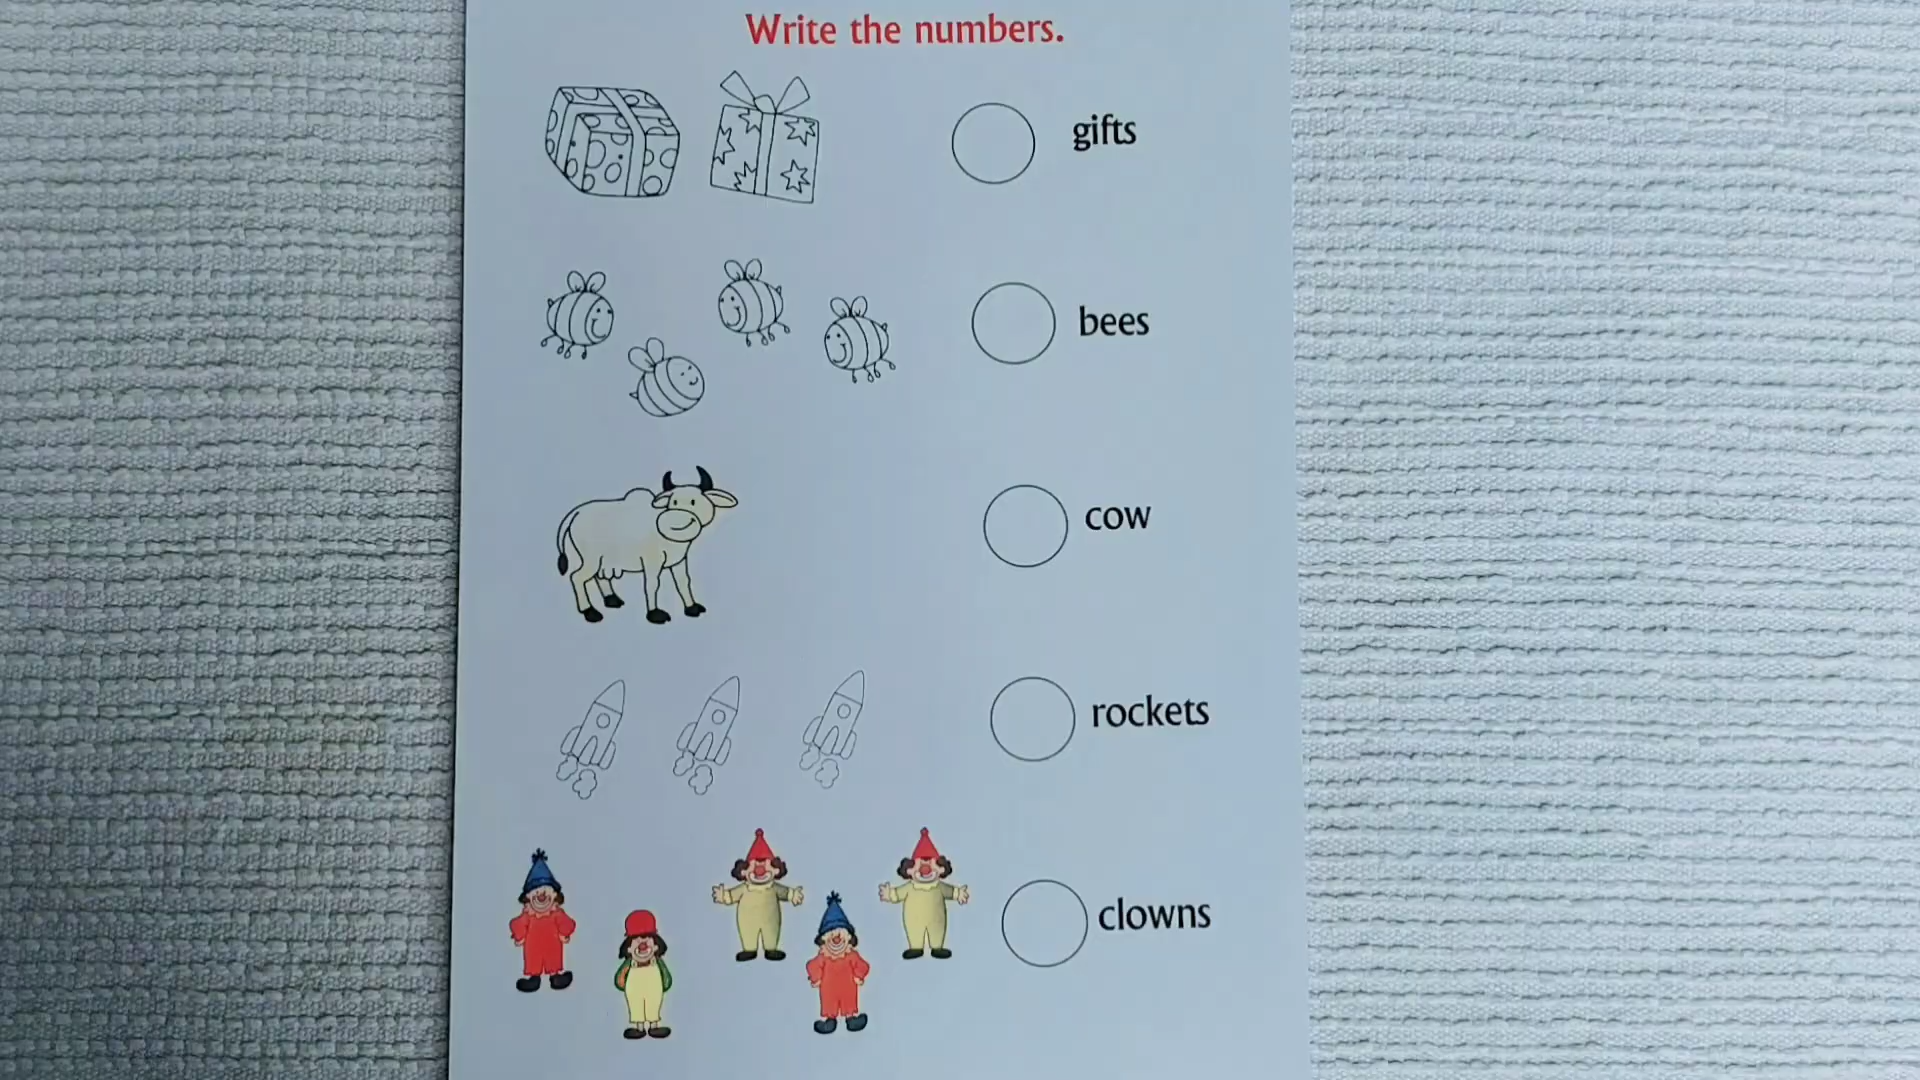 Write the numbers.
gifts
bees
cow
rockets
clowns